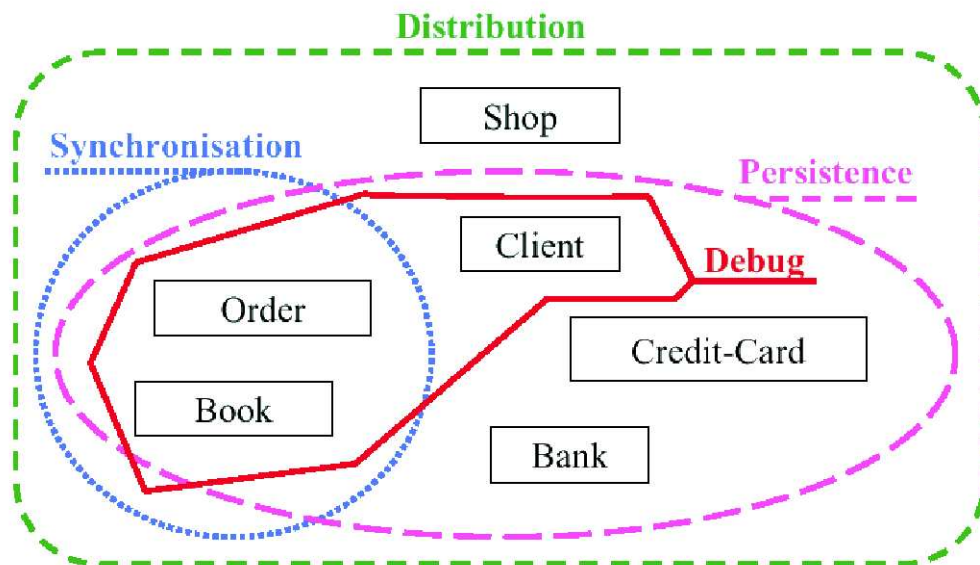 Distribution
Shop
Synchronisation
Persistence
Client
Debug
Order
Credit-Card
Book
Bank